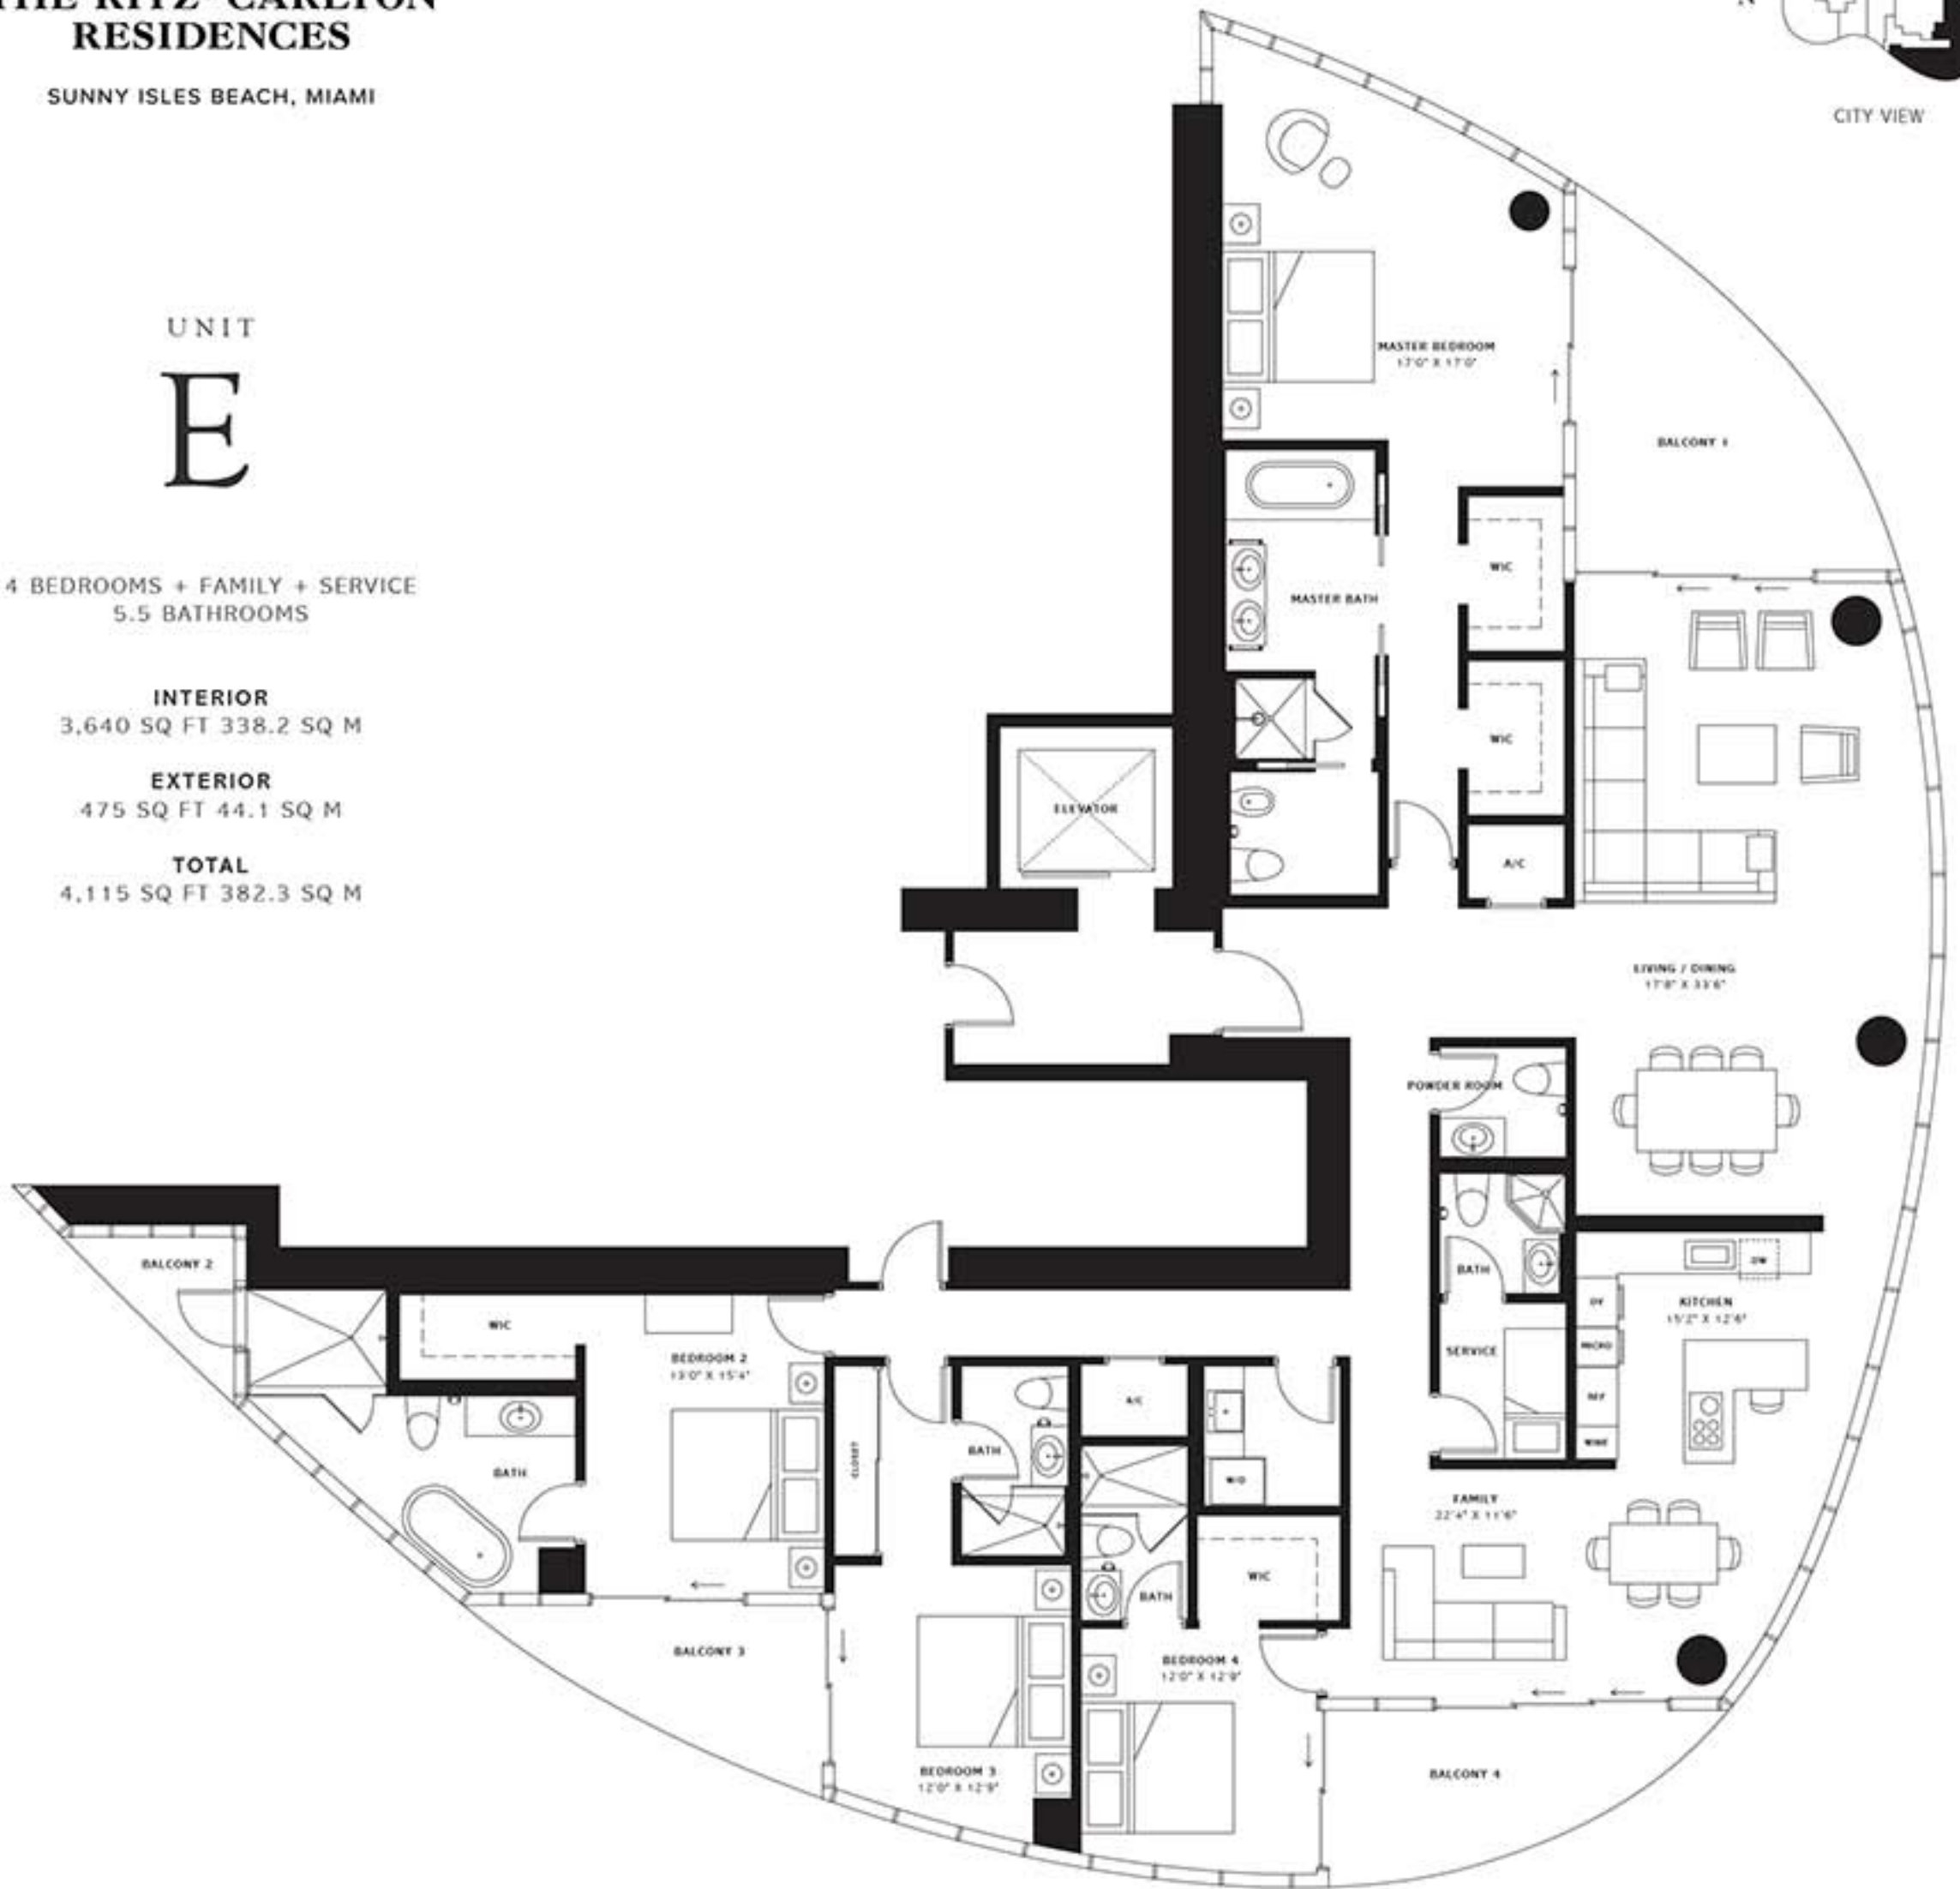 THE RITZ-CARLTON
RESIDENCES
SUNNY ISLES BEACH, MIAMI
N
CITY VIEW
UNIT
E
4 BEDROOMS + FAMILY + SERVICE
5.5 BATHROOMS
INTERIOR
3,640 SQ FT 338.2 SQ M
EXTERIOR
475 SQ FT 44.1 SQ M
TOTAL
4,115 SQ FT 382.3 SQ M
MASTER BEDROOM
17'0" X 17'0"
BALCONY 1
WIC
MASTER BATH
WIC
ELEVATOR
A/C
LIVING / DINING
17'8" X 33'6"
POWDER ROOM
BATH
SERVICE
DW
KITCHEN
15'2" X 12'6"
OV
MICRO
REF
WINE
FAMILY
22'4" X 11'6"
BALCONY 2
WIC
BEDROOM 2
13'0" X 15'4"
BATH
CLOSET
BATH
A/C
W/D
WIC
BATH
BALCONY 3
BEDROOM 4
12'0" X 12'9"
BEDROOM 3
12'0" X 12'9"
BALCONY 4